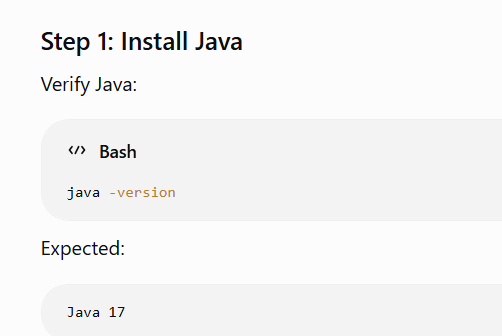 Step 1: Install Java
Verify Java:
</> Bash
java -version
Expected:
Java 17